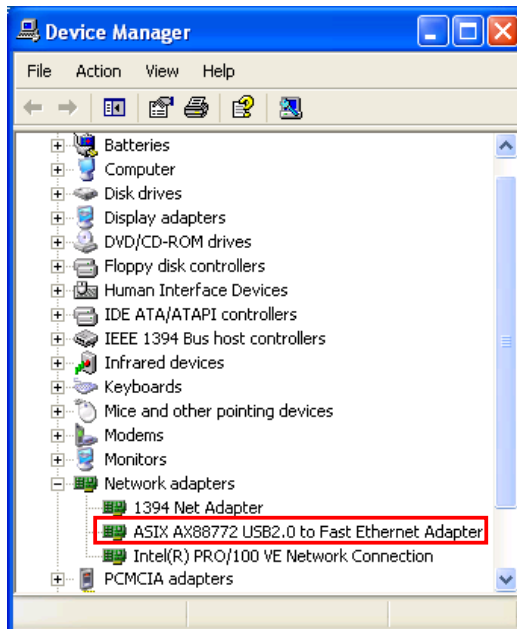 Device Manager
File Action View Help
Batteries
Computer
Disk drives
Display adapters
DVD/CD-ROM drives
Floppy disk controllers
Human Interface Devices
IDE ATA/ATAPI controllers
IEEE 1394 Bus host controllers
Infrared devices
Keyboards
Mice and other pointing devices
Modems
Monitors
Network adapters
1394 Net Adapter
ASIX AX88772 USB2.0 to Fast Ethernet Adapter
Intel(R) PRO/100 VE Network Connection
PCMCIA adapters